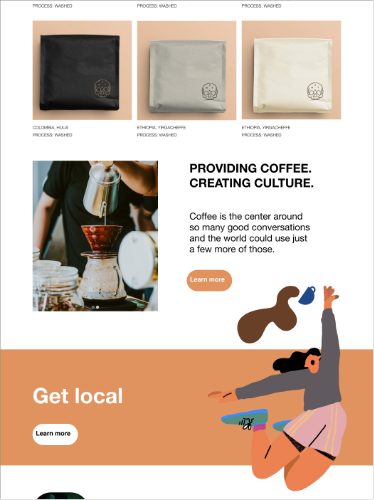 PROCESS: WASHED
PROCESS: WASHED
PROCESS: WASHED
COLOMBIA, HUILA
ETHIOPIA, YIRGACHEFFE
ETHIOPIA, YIRGACHEFFE
PROCESS: WASHED
PROCESS: WASHED
PROCESS: WASHED
PROVIDING COFFEE.
CREATING CULTURE.
Coffee is the center around
so many good conversations
and the world could use just
a few more of those.
Learn more
Get local
Learn more